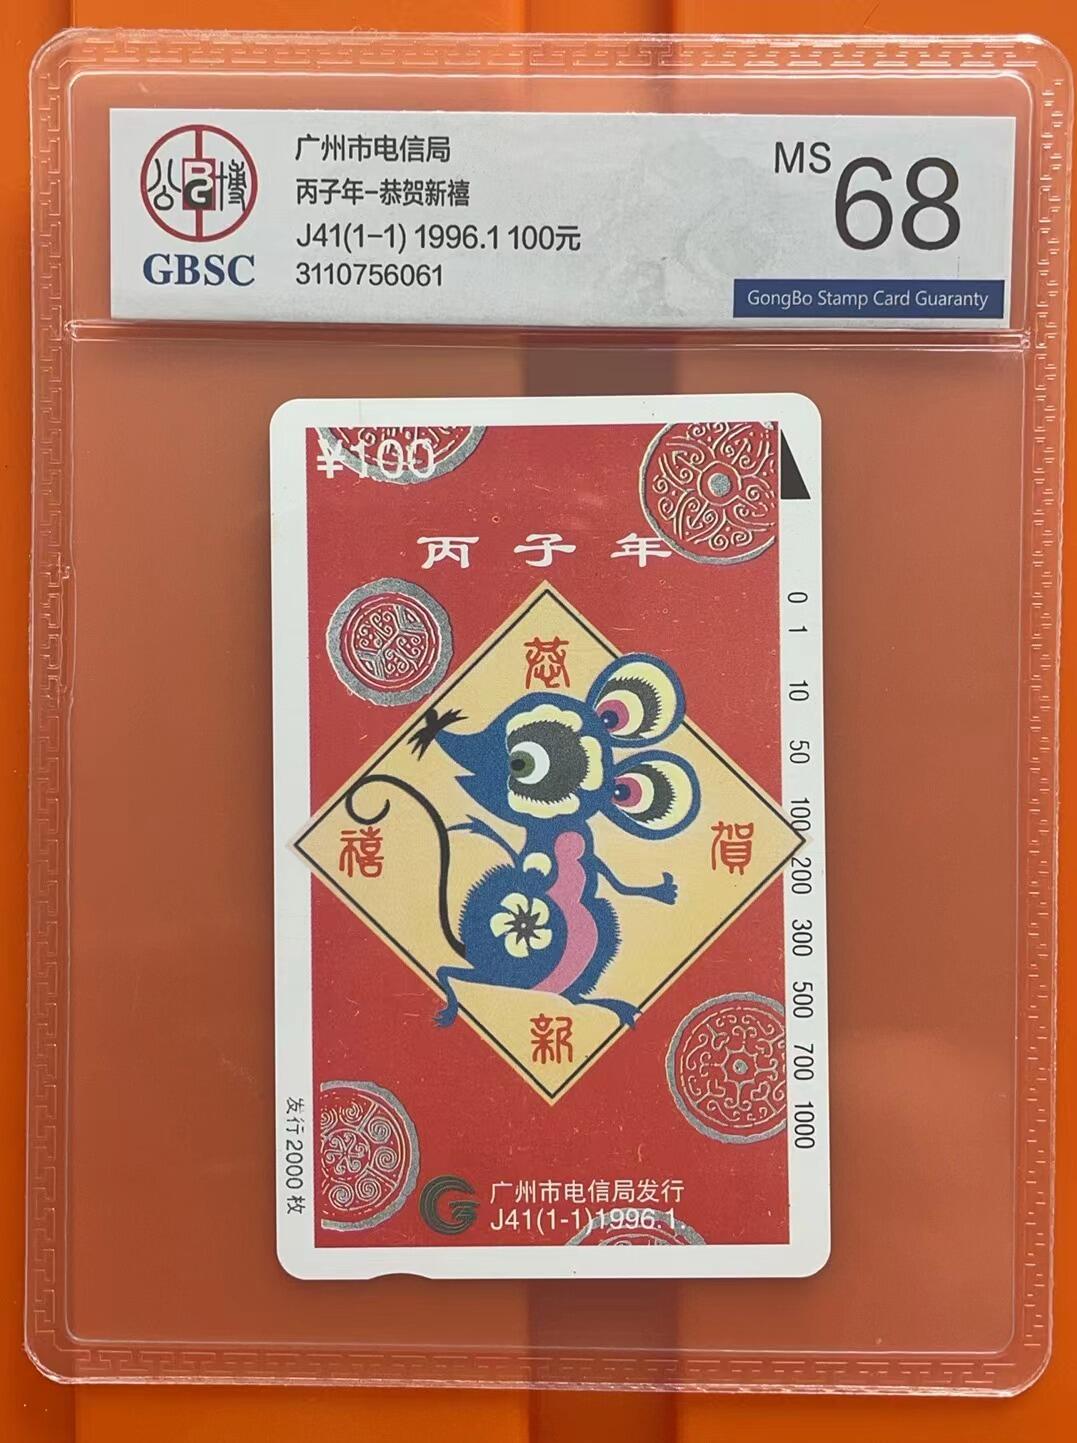 公博
BG
GBSC
广州市电信局
丙子年-恭贺新禧
J41(1-1) 1996.1 100元
3110756061
MS 68
GongBo Stamp Card Guaranty
¥100
丙子年
恭
賀
新
禧
0
1
10
50
100
200
300
500
700
1000
发行2000枚
广州市电信局发行
J41(1-1)1996.1.